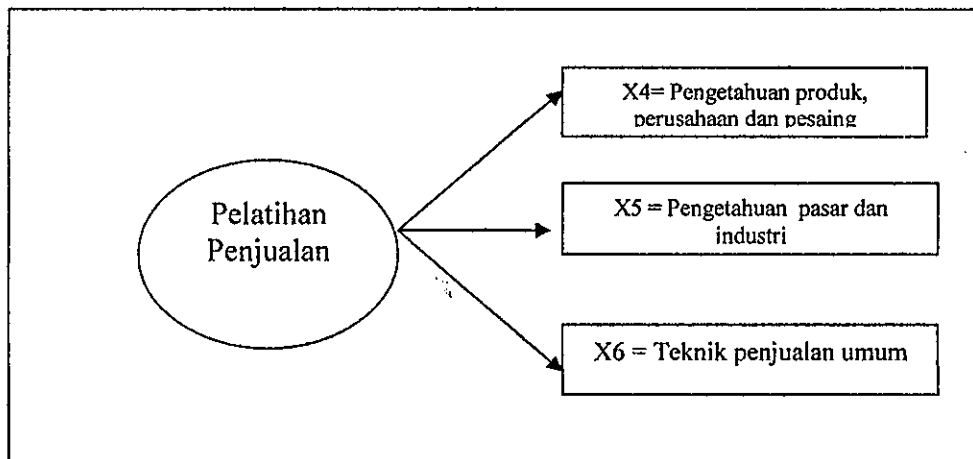 X4= Pengetahuan produk,
perusahaan dan pesaing
Pelatihan
Penjualan
X5 = Pengetahuan pasar dan
industri
X6 = Teknik penjualan umum